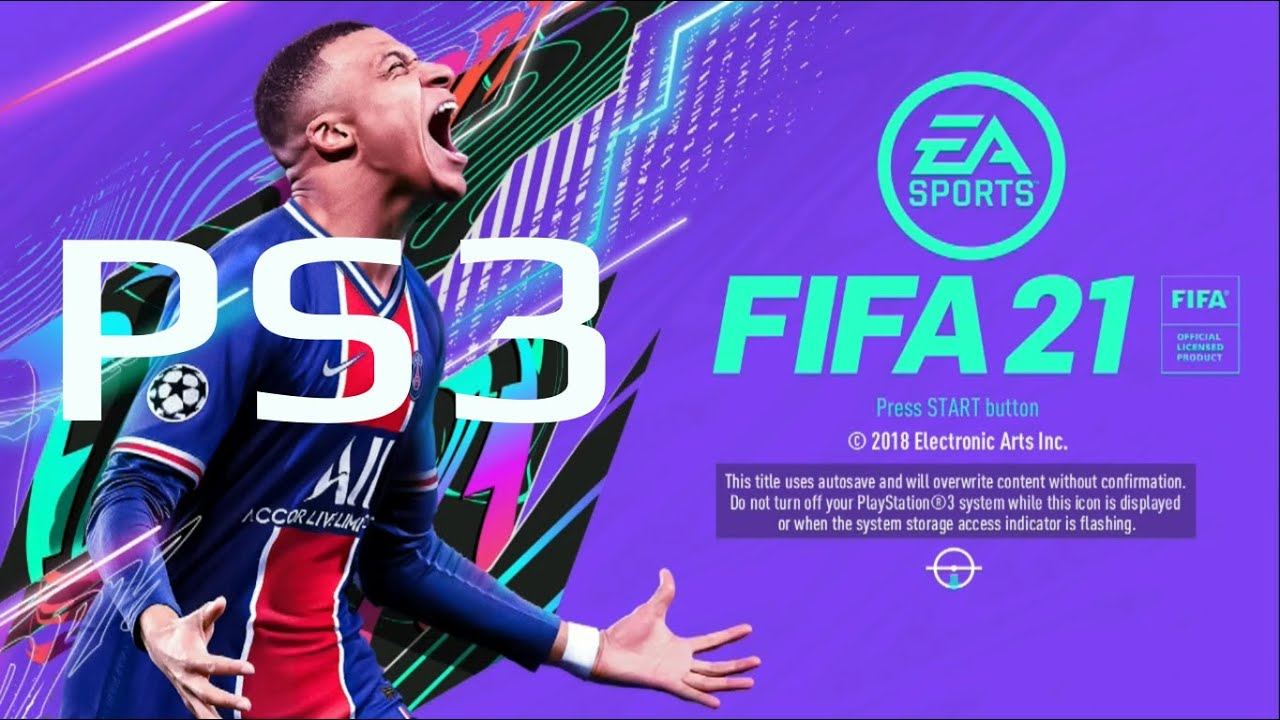 PS3
EA
SPORTS
FIFA 21
FIFA®
OFFICIAL
LICENSED
PRODUCT
Press START button
© 2018 Electronic Arts Inc.
This title uses autosave and will overwrite content without confirmation.
Do not turn off your PlayStation®3 system while this icon is displayed
or when the system storage access indicator is flashing.
ALL
ACCOR LIVE LIMI